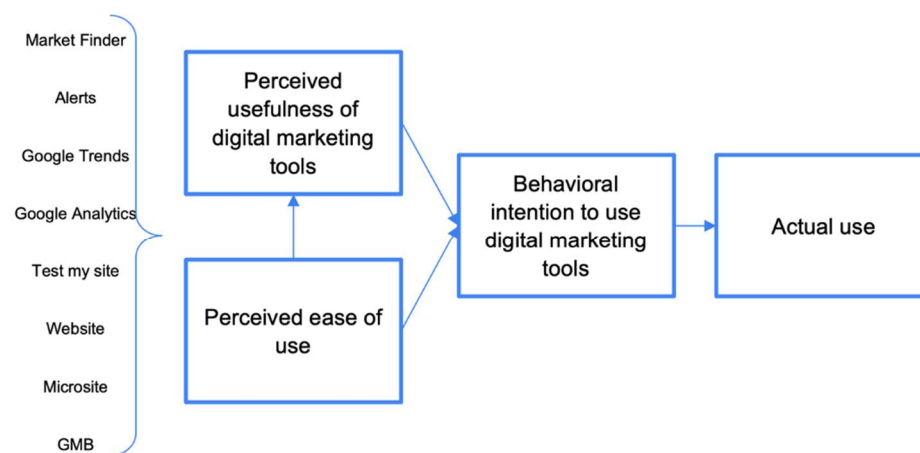 Market Finder
Alerts
Google Trends
Google Analytics
Test my site
Website
Microsite
GMB
Perceived
usefulness of
digital marketing
tools
Perceived ease of
use
Behavioral
intention to use
digital marketing
tools
Actual use